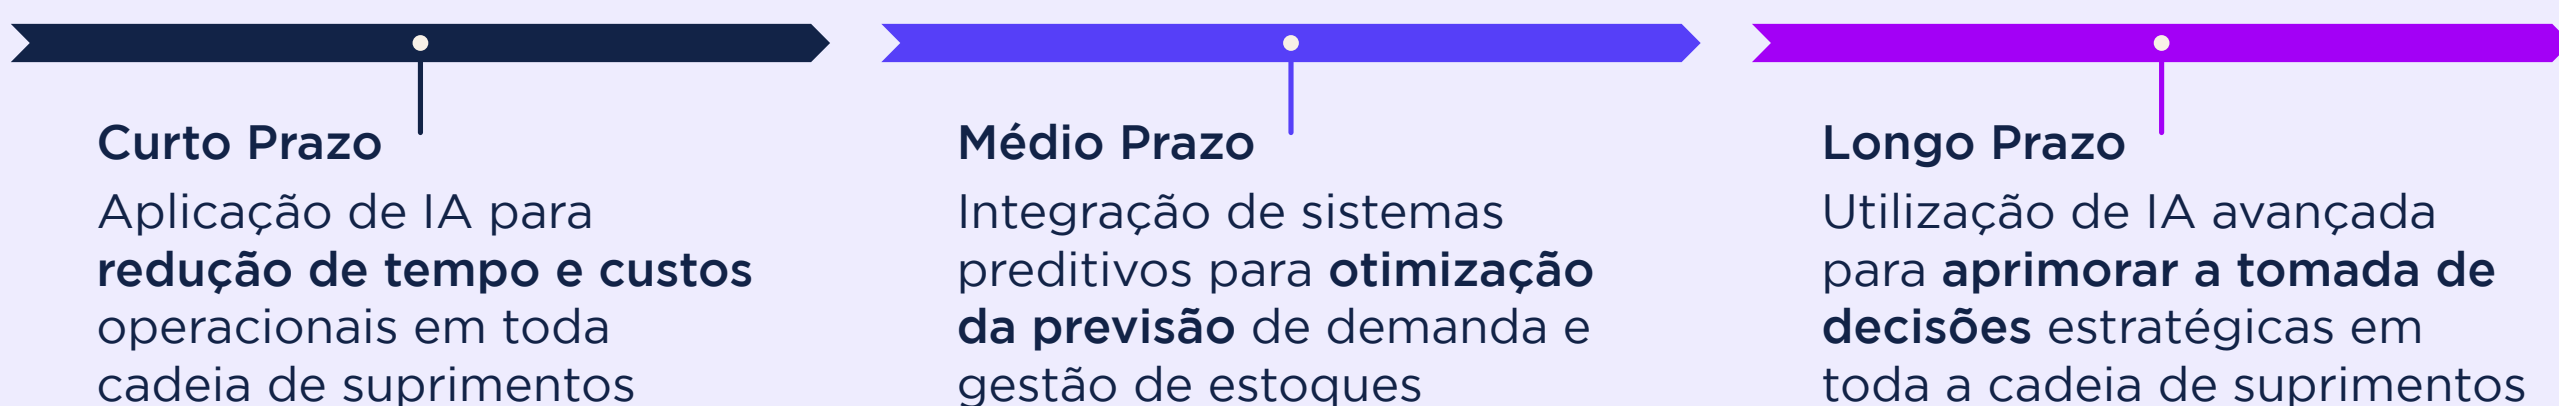 Curto Prazo
Aplicação de IA para
redução de tempo e custos
operacionais em toda
cadeia de suprimentos
Médio Prazo
Integração de sistemas
preditivos para otimização
da previsão de demanda e
gestão de estoques
Longo Prazo
Utilização de IA avançada
para aprimorar a tomada de
decisões estratégicas em
toda a cadeia de suprimentos